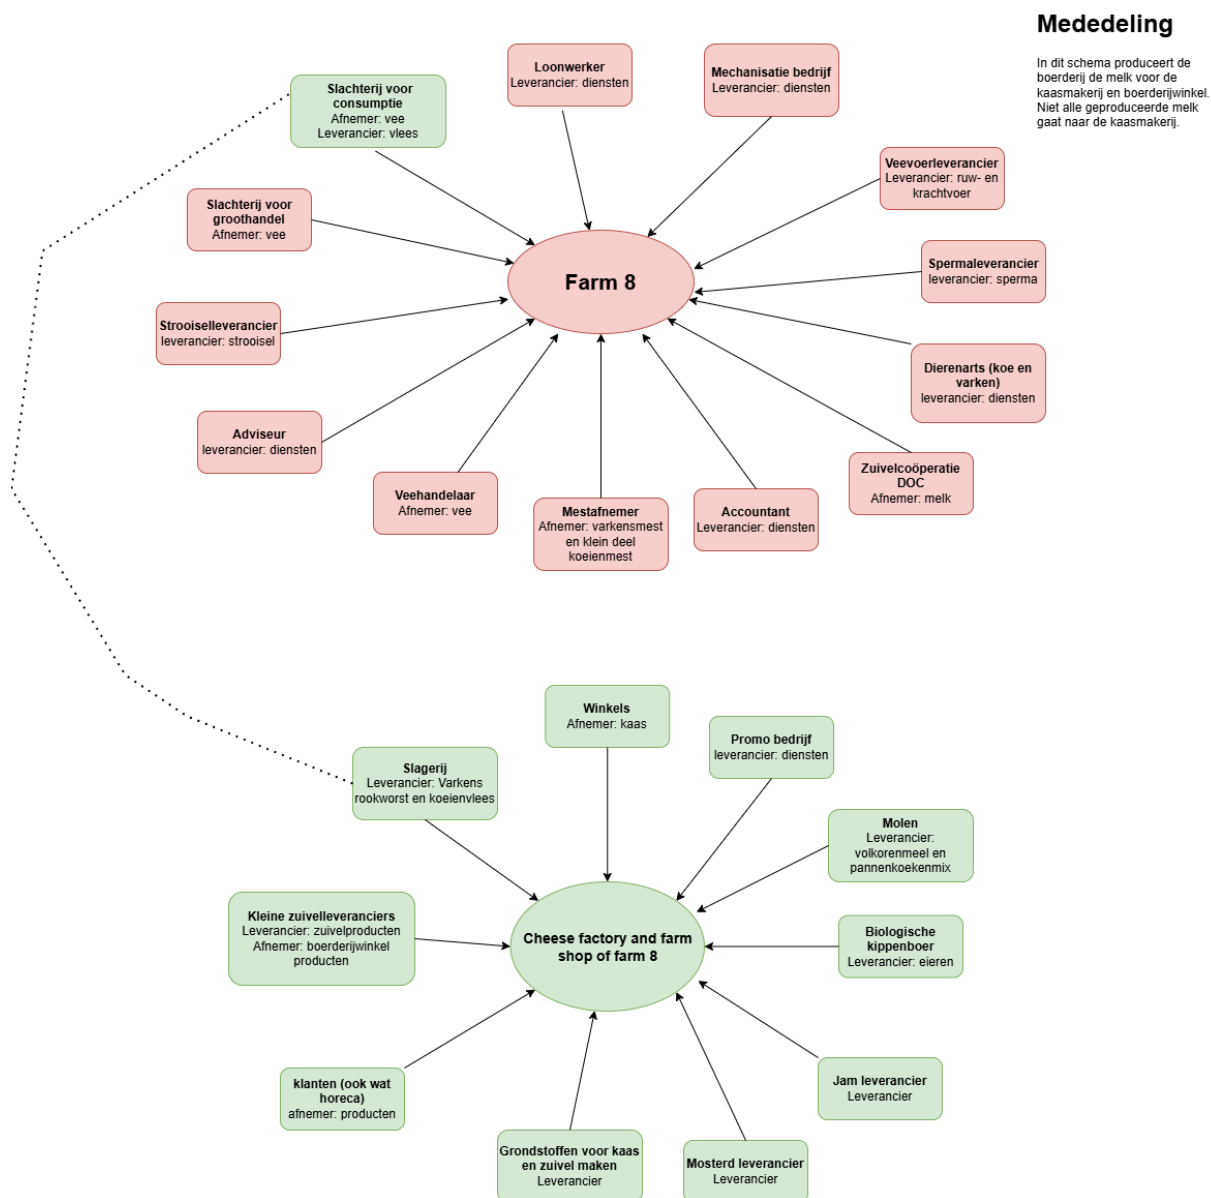 Mededeling
In dit schema produceert de
boerderij de melk voor de
kaasmakerij en boerderijwinkel.
Niet alle geproduceerde melk
gaat naar de kaasmakerij.
Loonwerker
Leverancier: diensten
Mechanisatie bedrijf
Leverancier: diensten
Slachterij voor
consumptie
Afnemer: vee
Leverancier: vlees
Veevoerleverancier
Leverancier: ruw- en
krachtvoer
Slachterij voor
groothandel
Afnemer: vee
Spermaleverancier
leverancier: sperma
Farm 8
Strooiselleverancier
leverancier: strooisel
Dierenarts (koe en
varken)
leverancier: diensten
Adviseur
leverancier: diensten
Zuivelcoöperatie
DOC
Afnemer: melk
Veehandelaar
Afnemer: vee
Mestafnemer
Afnemer: varkensmest
en klein deel
koeienmest
Accountant
Leverancier: diensten
Winkels
Afnemer: kaas
Promo bedrijf
leverancier: diensten
Slagerij
Leverancier: Varkens
rookworst en koeienvlees
Molen
Leverancier:
volkorenmeel en
pannenkoekenmix
Kleine zuivelleveranciers
Leverancier: zuivelproducten
Afnemer: boerderijwinkel
producten
Cheese factory and farm
shop of farm 8
Biologische
kippenboer
Leverancier: eieren
klanten (ook wat
horeca)
afnemer: producten
Jam leverancier
Leverancier
Grondstoffen voor kaas
en zuivel maken
Leverancier
Mosterd leverancier
Leverancier